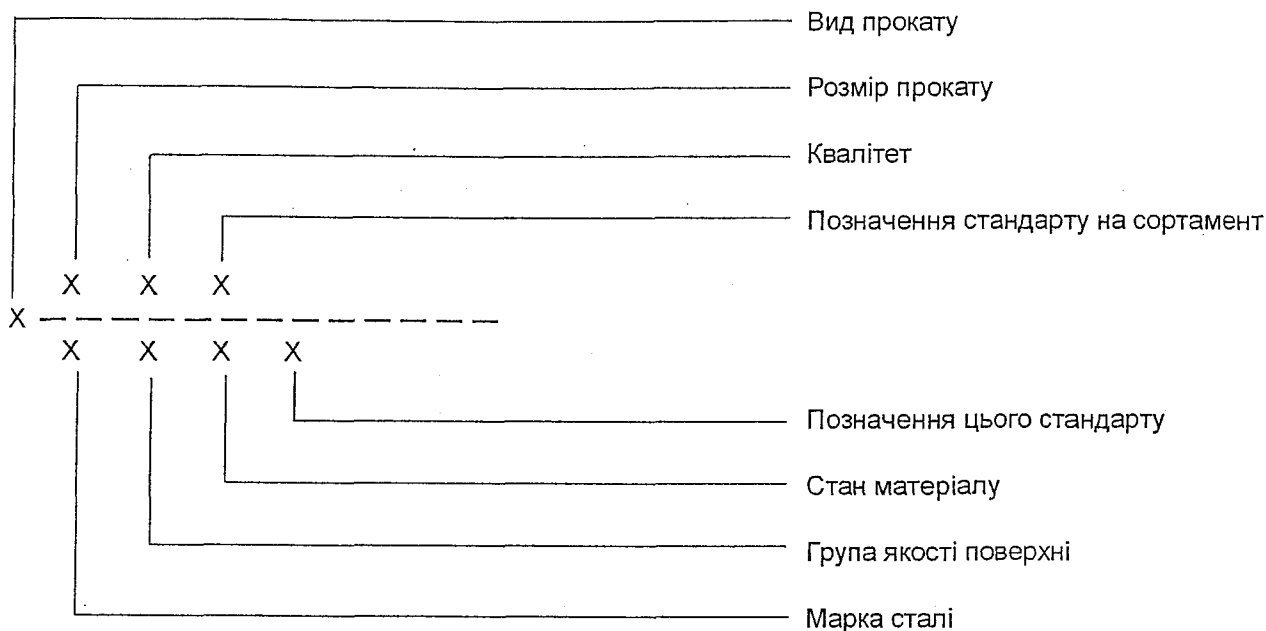 Вид прокату
Розмір прокату
Квалітет
Позначення стандарту на сортамент
X X X
X
X X X X
Позначення цього стандарту
Стан матеріалу
Група якості поверхні
Марка сталі